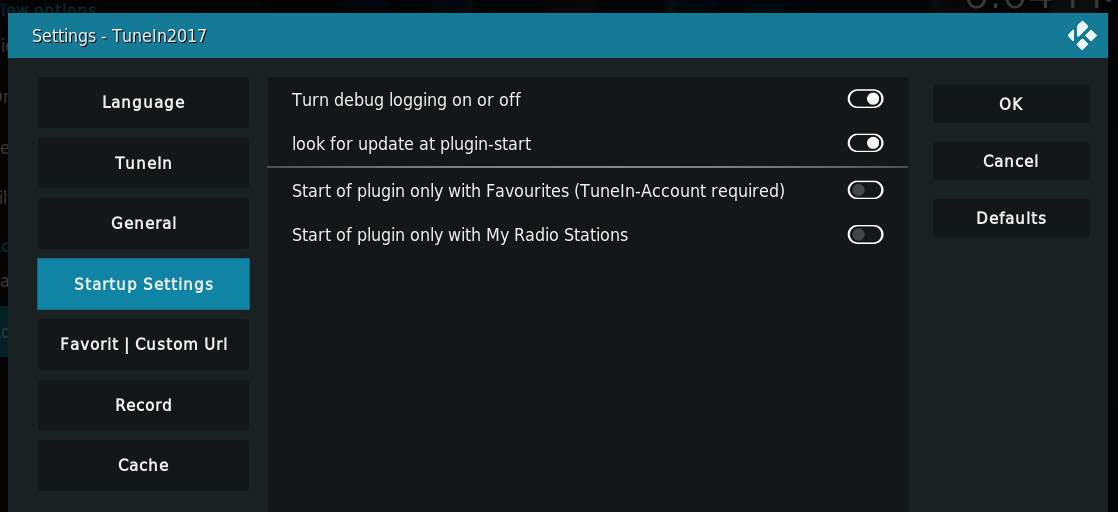 Settings - TuneIn2017
Language
TuneIn
General
Startup Settings
Favorit | Custom Url
Record
Cache
Turn debug logging on or off
look for update at plugin-start
Start of plugin only with Favourites (TuneIn-Account required)
Start of plugin only with My Radio Stations
OK
Cancel
Defaults